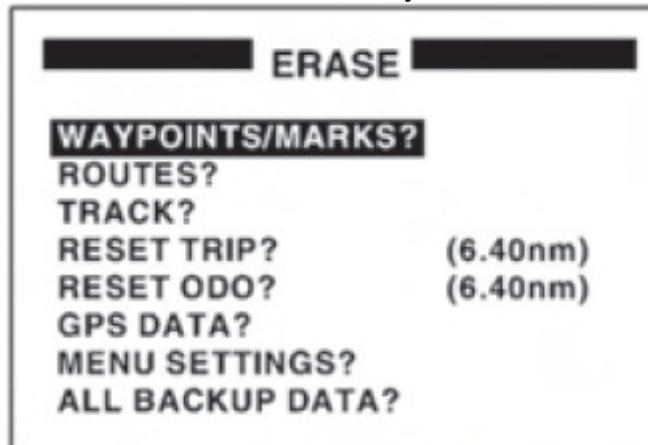 ERASE
WAYPOINTS/MARKS?
ROUTES?
TRACK?
RESET TRIP? (6.40nm)
RESET ODO? (6.40nm)
GPS DATA?
MENU SETTINGS?
ALL BACKUP DATA?